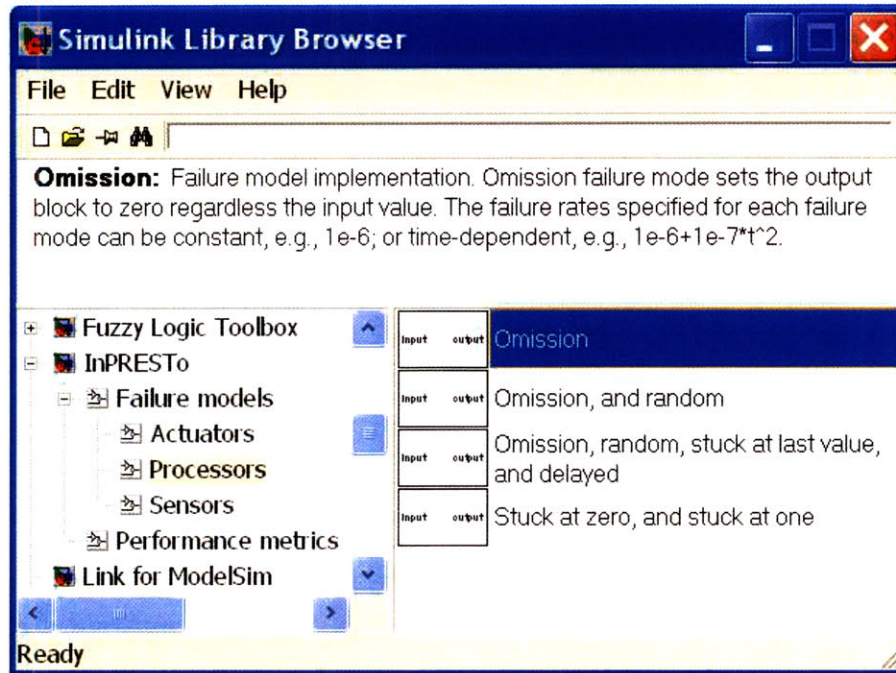 Simulink Library Browser
File Edit View Help
Omission: Failure model implementation. Omission failure mode sets the output
block to zero regardless the input value. The failure rates specified for each failure
mode can be constant, e.g., 1e-6; or time-dependent, e.g., 1e-6+1e-7*t^2.
Fuzzy Logic Toolbox
InPRESTo
Failure models
Actuators
Processors
Sensors
Performance metrics
Link for ModelSim
Input output Omission
Input output Omission, and random
Input output Omission, random, stuck at last value,
and delayed
Input output Stuck at zero, and stuck at one
Ready